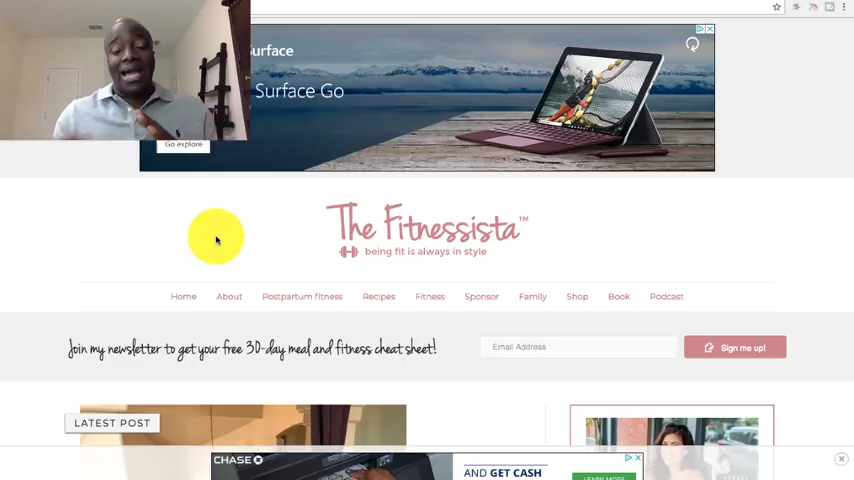 urface
Surface Go
Go explore
The Fitnessista™
being fit is always in style
Home About Postpartum fitness Recipes Fitness Sponsor Family Shop Book Podcast
Join my newsletter to get your free 30-day meal and fitness cheat sheet!
Email Address
Sign me up!
LATEST POST
CHASE
AND GET CASH
LEARN MORE